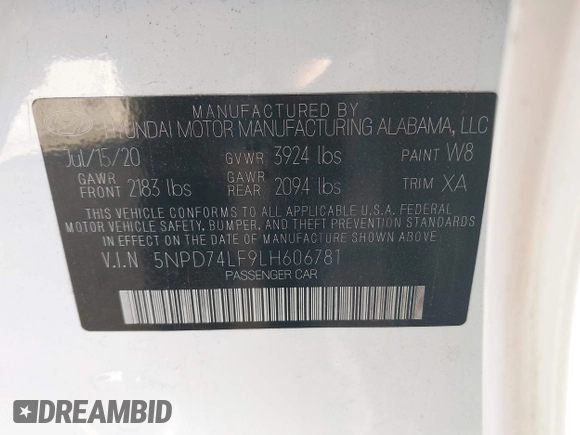 MANUFACTURED BY
HYUNDAI MOTOR MANUFACTURING ALABAMA, LLC
Jul/15/20 GVWR 3924 lbs PAINT W8
GAWR FRONT 2183 lbs GAWR REAR 2094 lbs TRIM XA
THIS VEHICLE CONFORMS TO ALL APPLICABLE U.S.A. FEDERAL
MOTOR VEHICLE SAFETY, BUMPER, AND THEFT PREVENTION STANDARDS
IN EFFECT ON THE DATE OF MANUFACTURE SHOWN ABOVE.
V.I.N 5NPD74LF9LH606781
PASSENGER CAR
DREAMBID